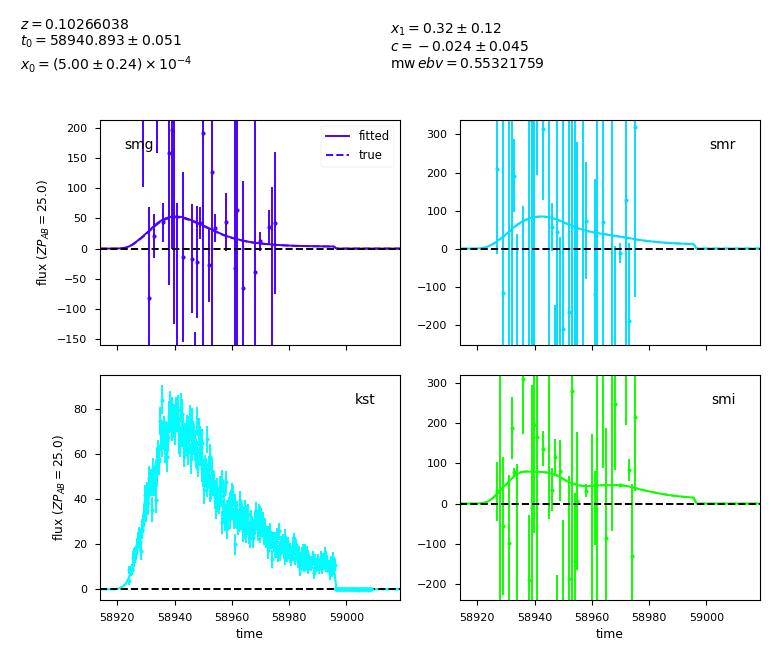 z = 0.10266038
t₀ = 58940.893 ± 0.051
x₀ = (5.00 ± 0.24) × 10⁻⁴
x₁ = 0.32 ± 0.12
c = −0.024 ± 0.045
mw ebv = 0.55321759
smg
fitted
true
200
150
100
50
0
−50
−100
−150
flux (ZP_AB = 25.0)
smr
300
200
100
0
−100
−200
kst
80
60
40
20
0
flux (ZP_AB = 25.0)
58920 58940 58960 58980 59000
time
smi
300
200
100
0
−100
−200
58920 58940 58960 58980 59000
time